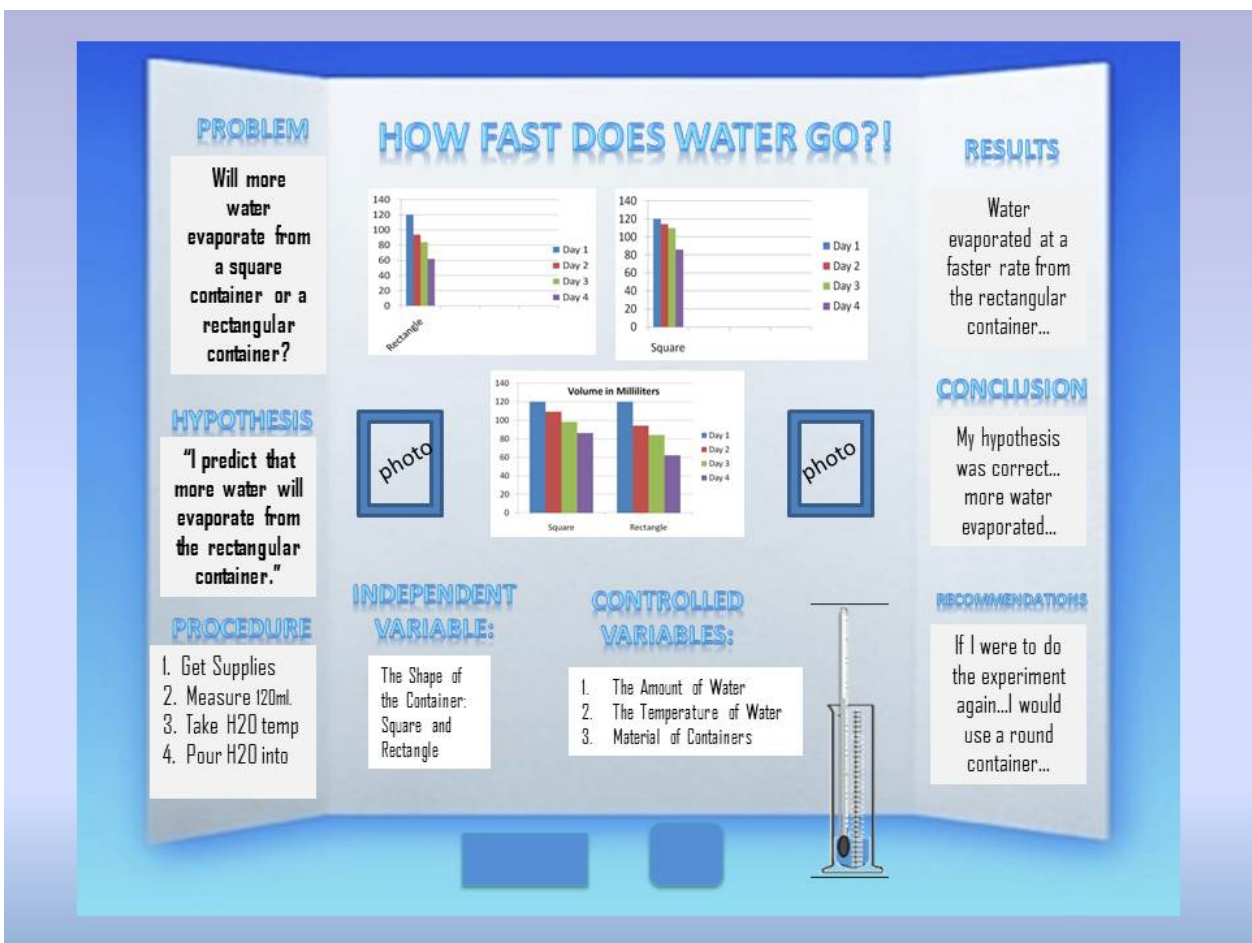 PROBLEM
Will more
water
evaporate from
a square
container or a
rectangular
container?
HYPOTHESIS
“I predict that
more water will
evaporate from
the rectangular
container.”
PROCEDURE
1. Get Supplies
2. Measure 120ml.
3. Take H20 temp
4. Pour H20 into
HOW FAST DOES WATER GO?!
140
120
100
80
60
40
20
0
Rectangle
Day 1
Day 2
Day 3
Day 4
140
120
100
80
60
40
20
0
Square
Day 1
Day 2
Day 3
Day 4
photo
Volume in Milliliters
140
120
100
80
60
40
20
0
Square Rectangle
Day 1
Day 2
Day 3
Day 4
photo
INDEPENDENT
VARIABLE:
The Shape of
the Container:
Square and
Rectangle
CONTROLLED
VARIABLES:
1. The Amount of Water
2. The Temperature of Water
3. Material of Containers
RESULTS
Water
evaporated at a
faster rate from
the rectangular
container...
CONCLUSION
My hypothesis
was correct...
more water
evaporated...
RECOMMENDATIONS
If I were to do
the experiment
again...I would
use a round
container...